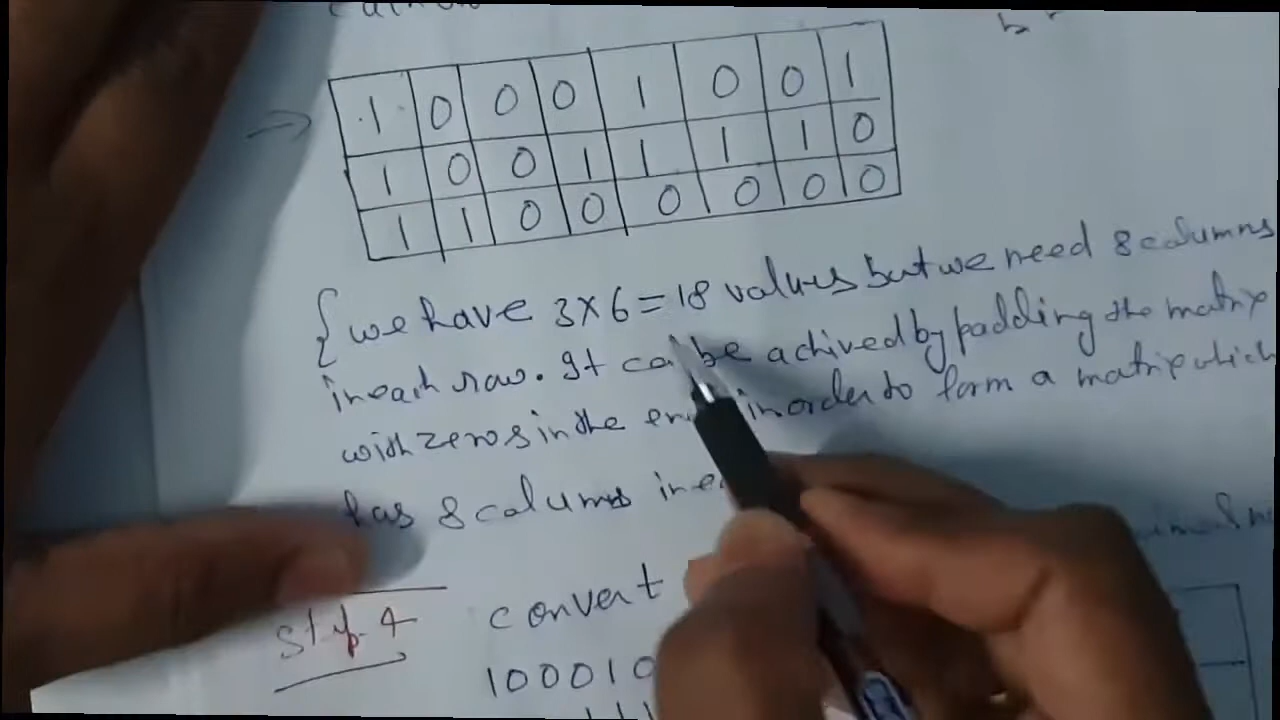 1 0 0 0 1 0 0 1
1 0 0 1 1 1 1 0
1 1 0 0 0 0 0 0
{we have 3x6=18 values but we need 8 columns
in each row. It can be achived by padding the matrix
with zeros in the in order to form a matrix which
has 8 calumns in
Step 4
convert
10001